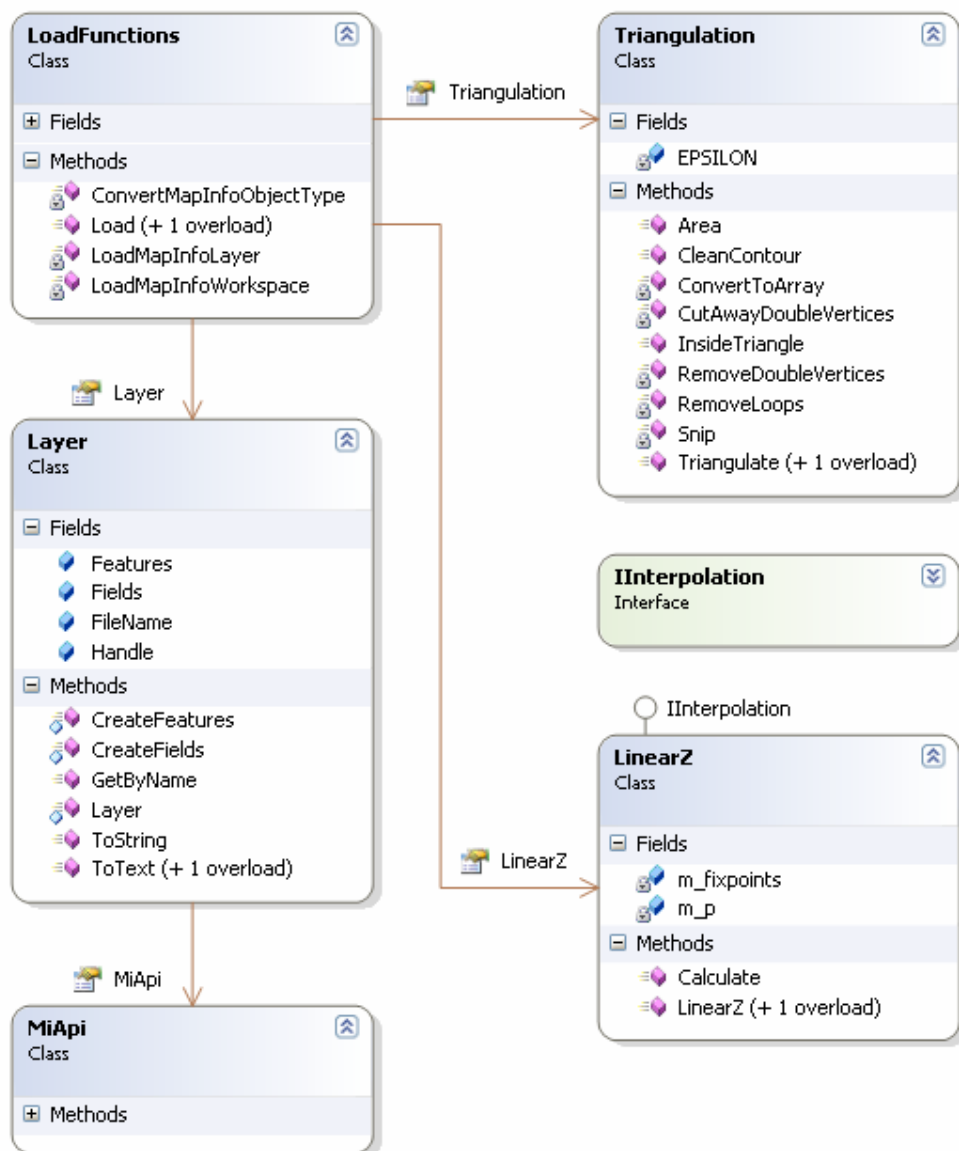 LoadFunctions
Class
Fields
Methods
ConvertMapInfoObjectType
Load (+ 1 overload)
LoadMapInfoLayer
LoadMapInfoWorkspace
Triangulation
Triangulation
Class
Fields
EPSILON
Methods
Area
CleanContour
ConvertToArray
CutAwayDoubleVertices
InsideTriangle
RemoveDoubleVertices
RemoveLoops
Snip
Triangulate (+ 1 overload)
Layer
Layer
Class
Fields
Features
Fields
FileName
Handle
Methods
CreateFeatures
CreateFields
GetByName
Layer
ToString
ToText (+ 1 overload)
IInterpolation
Interface
IInterpolation
LinearZ
LinearZ
Class
Fields
m_fixpoints
m_p
Methods
Calculate
LinearZ (+ 1 overload)
MiApi
MiApi
Class
Methods